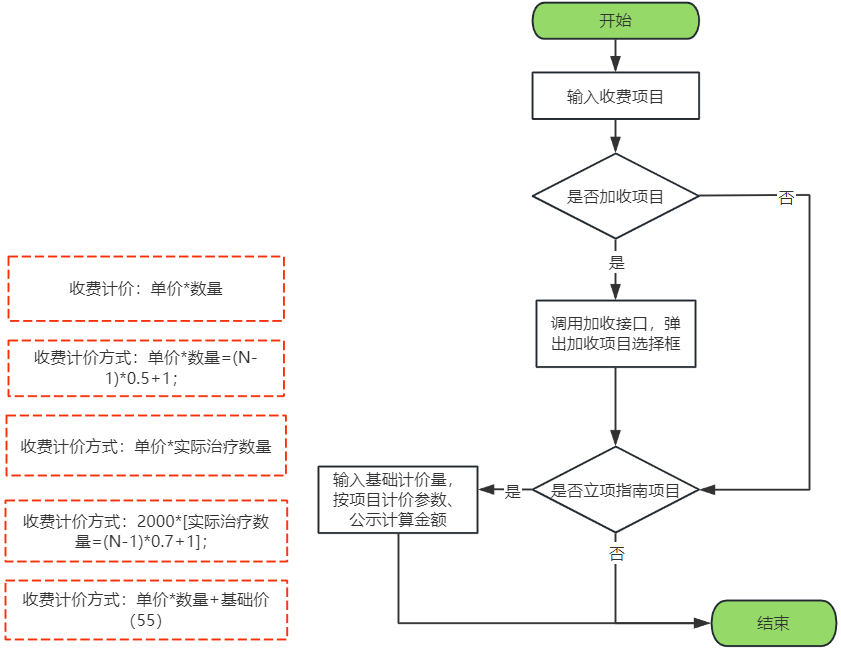 开始
输入收费项目
是否加收项目
否
是
调用加收接口，弹
出加收项目选择框
是否立项指南项目
是
输入基础计价量，
按项目计价参数、
公示计算金额
否
结束
收费计价：单价*数量
收费计价方式：单价*数量=(N-
1)*0.5+1；
收费计价方式：单价*实际治疗数量
收费计价方式：2000*[实际治疗数
量=(N-1)*0.7+1]；
收费计价方式：单价*数量+基础价
（55）